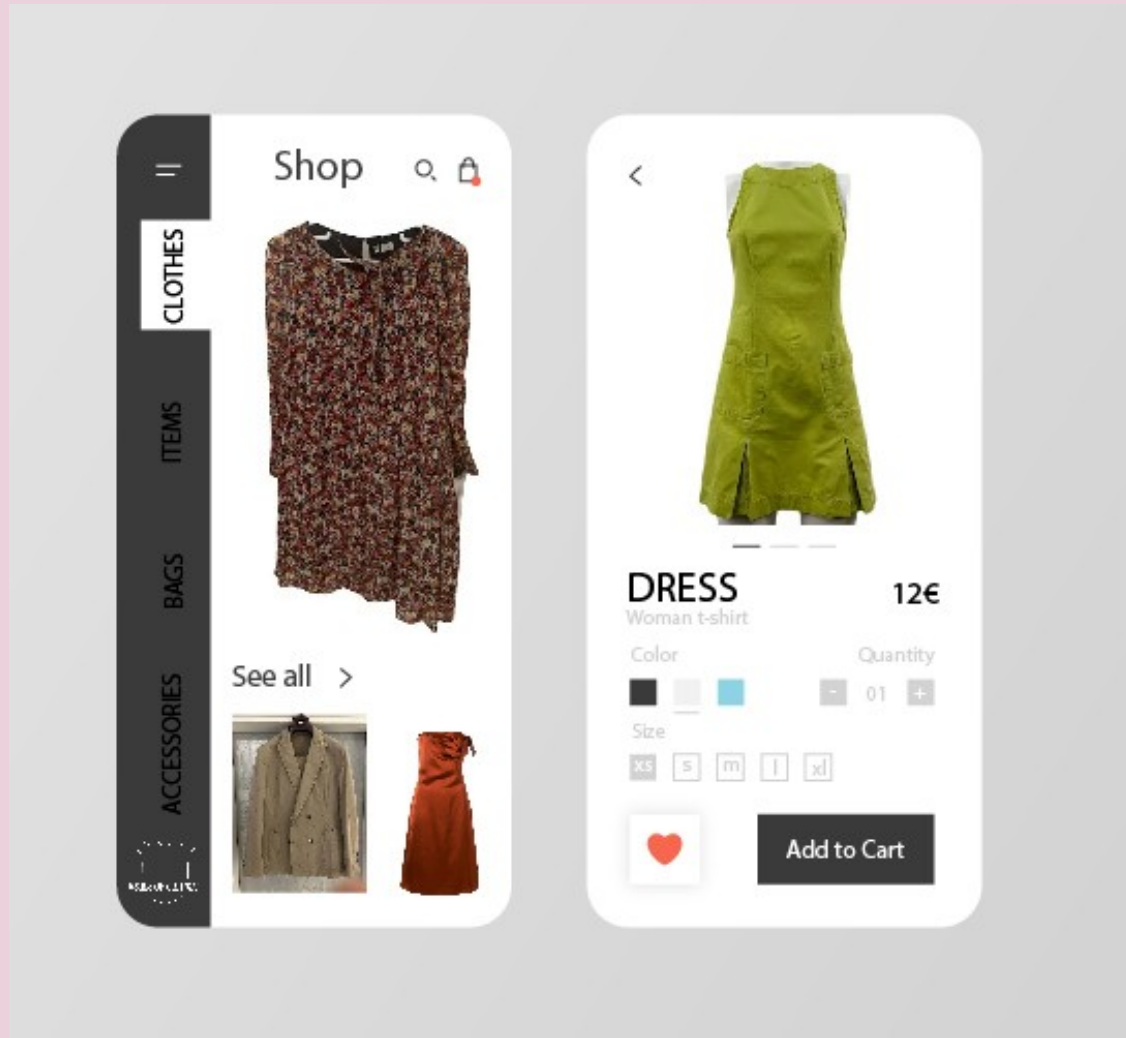 Shop
CLOTHES
ITEMS
BAGS
ACCESSORIES
See all >
<
DRESS
12€
Woman t-shirt
Color
Quantity
- 01 +
Size
xs s m l xl
Add to Cart